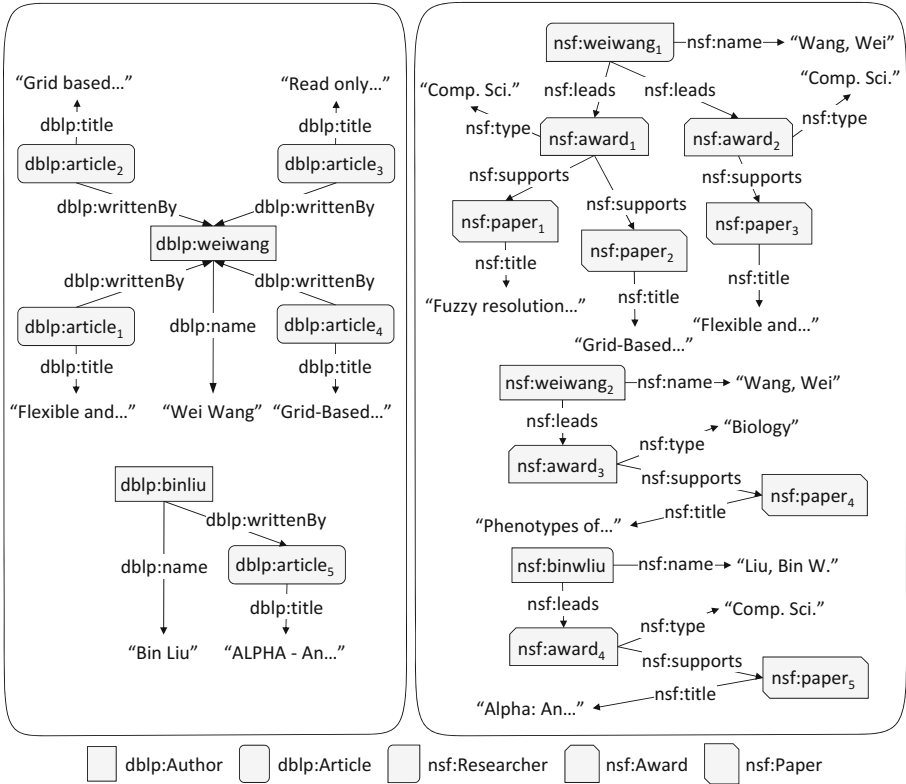 “Grid based...”
“Read only...”
dblp:title
dblp:title
dblp:article2
dblp:article3
dblp:writtenBy
dblp:writtenBy
dblp:weiwang
dblp:writtenBy
dblp:writtenBy
dblp:article1
dblp:name
dblp:article4
dblp:title
dblp:title
“Flexible and...”
“Wei Wang”
“Grid-Based...”
dblp:binliu
dblp:writtenBy
dblp:name
dblp:article5
dblp:title
“Bin Liu”
“ALPHA - An...”
nsf:weiwang1
nsf:name
“Wang, Wei”
“Comp. Sci.”
nsf:leads
nsf:leads
“Comp. Sci.”
nsf:type
nsf:type
nsf:award1
nsf:award2
nsf:supports
nsf:supports
nsf:paper1
nsf:supports
nsf:paper3
nsf:title
nsf:paper2
nsf:title
“Fuzzy resolution...”
nsf:title
“Flexible and...”
“Grid-Based...”
nsf:weiwang2
nsf:name
“Wang, Wei”
nsf:leads
nsf:type
“Biology”
nsf:award3
nsf:supports
nsf:paper4
nsf:title
“Phenotypes of...”
nsf:binwliu
nsf:name
“Liu, Bin W.”
nsf:leads
nsf:type
“Comp. Sci.”
nsf:award4
nsf:supports
nsf:paper5
nsf:title
“Alpha: An...”
dblp:Author
dblp:Article
nsf:Researcher
nsf:Award
nsf:Paper